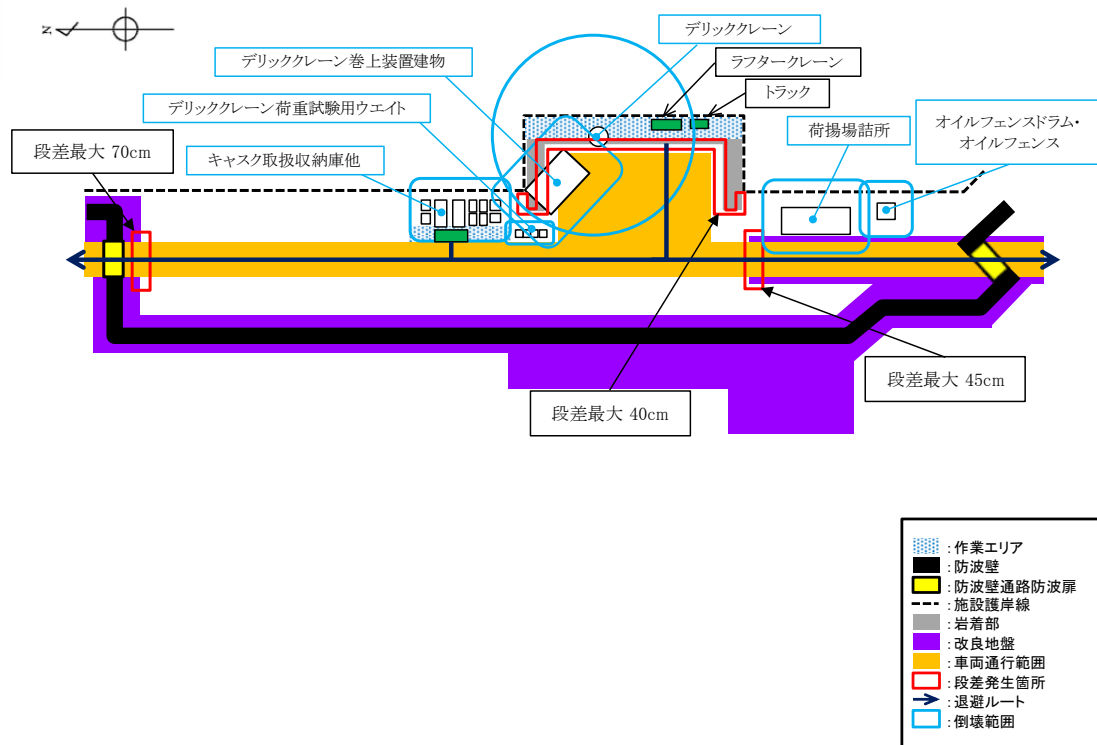 N
デリッククレーン
デリッククレーン巻上装置建物
ラフタークレーン
トラック
デリッククレーン荷重試験用ウエイト
荷揚場詰所
オイルフェンスドラム・
オイルフェンス
段差最大 70cm
キャスク取扱収納庫他
段差最大 45cm
段差最大 40cm
:作業エリア
:防波壁
:防波壁通路防波扉
:施設護岸線
:岩着部
:改良地盤
:車両通行範囲
:段差発生箇所
:退避ルート
:倒壊範囲